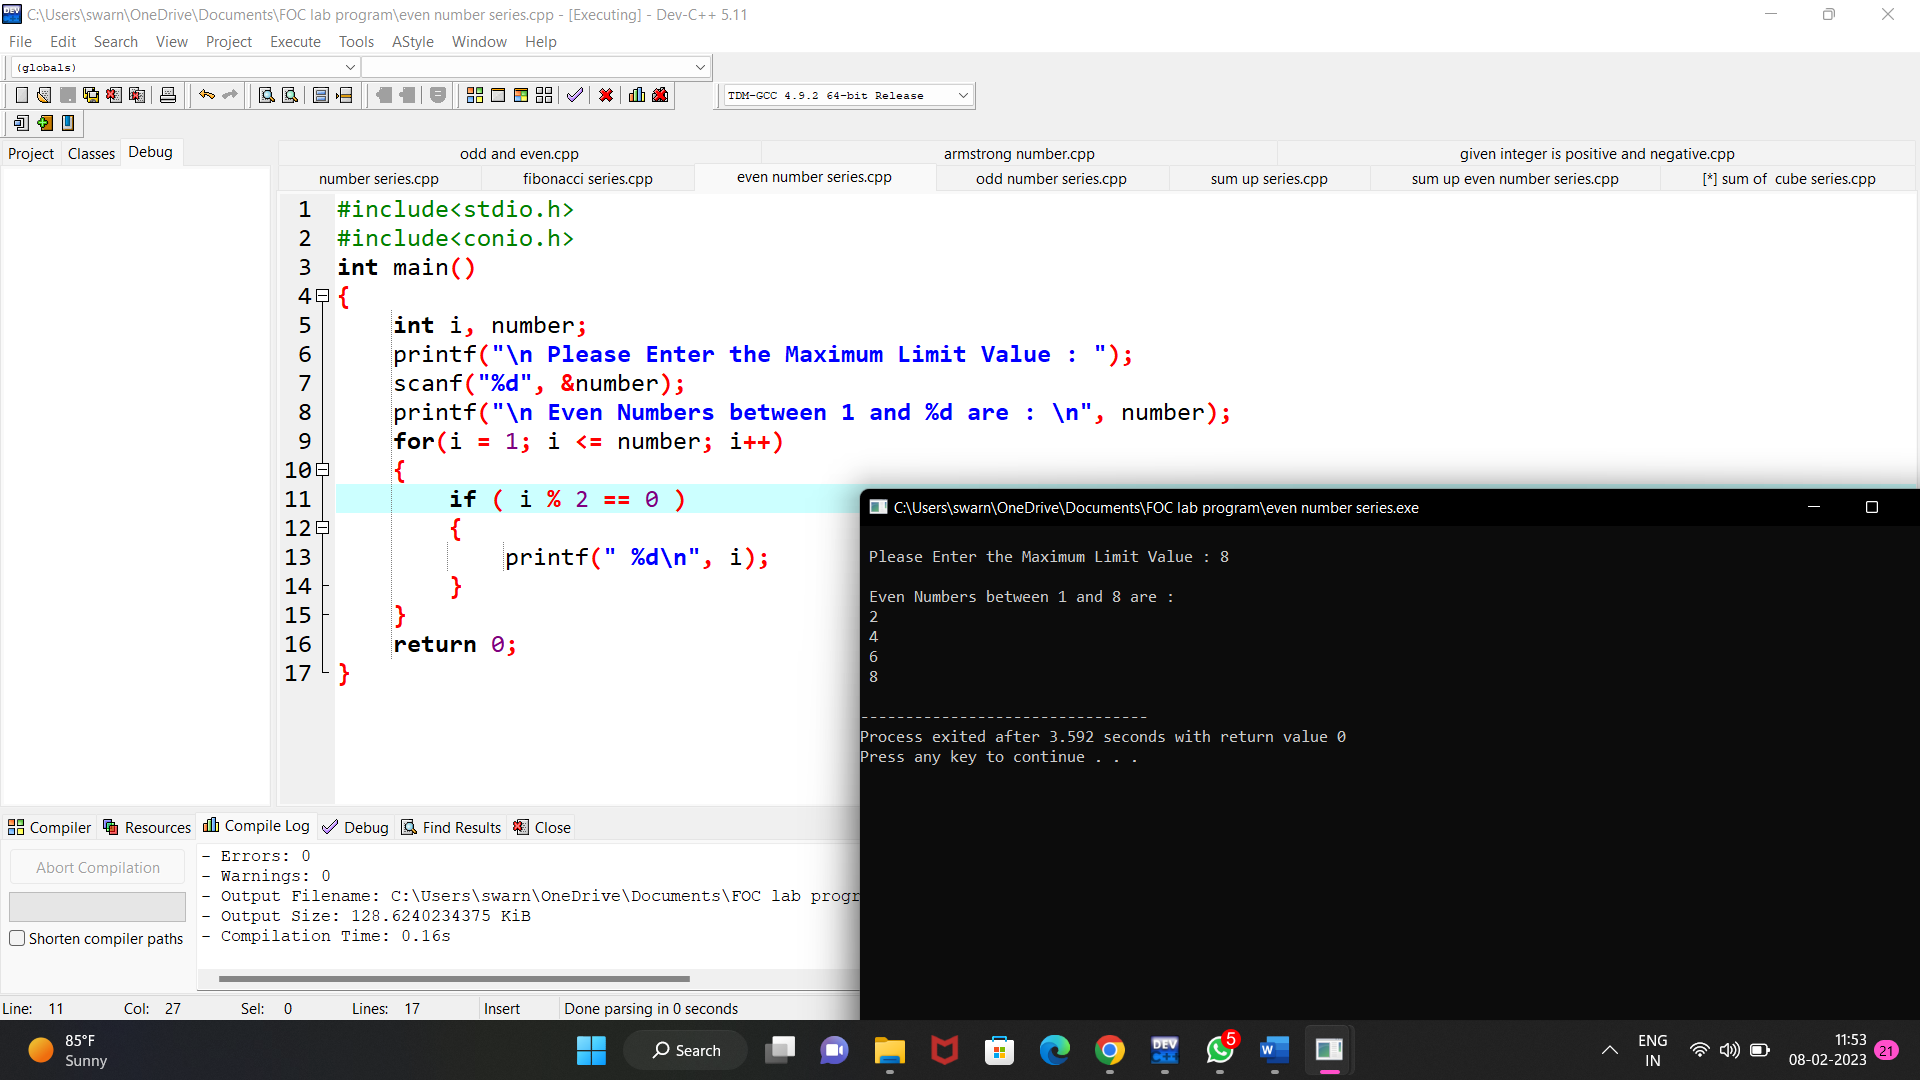 C:\Users\swarn\OneDrive\Documents\FOC lab program\even number series.cpp - [Executing] - Dev-C++ 5.11
File Edit Search View Project Execute Tools AStyle Window Help
(globals)
TDM-GCC 4.9.2 64-bit Release
Project Classes Debug
odd and even.cpp armstrong number.cpp given integer is positive and negative.cpp
number series.cpp fibonacci series.cpp even number series.cpp odd number series.cpp sum up series.cpp sum up even number series.cpp [*] sum of  cube series.cpp
1 #include<stdio.h>
2 #include<conio.h>
3 int main()
4 {
5 int i, number;
6 printf("\n Please Enter the Maximum Limit Value : ");
7 scanf("%d", &number);
8 printf("\n Even Numbers between 1 and %d are : \n", number);
9 for(i = 1; i <= number; i++)
10 {
11 if ( i % 2 == 0 )
12 {
13 printf(" %d\n", i);
14 }
15 }
16 return 0;
17 }
C:\Users\swarn\OneDrive\Documents\FOC lab program\even number series.exe
Please Enter the Maximum Limit Value : 8
Even Numbers between 1 and 8 are :
2
4
6
8
--------------------------------
Process exited after 3.592 seconds with return value 0
Press any key to continue . . .
Compiler Resources Compile Log Debug Find Results Close
Abort Compilation
Shorten compiler paths
- Errors: 0
- Warnings: 0
- Output Filename: C:\Users\swarn\OneDrive\Documents\FOC lab progr
- Output Size: 128.6240234375 KiB
- Compilation Time: 0.16s
Line: 11 Col: 27 Sel: 0 Lines: 17 Insert Done parsing in 0 seconds
85°F
Sunny
Search
DEV
C++
5
W
ENG
IN
11:53
08-02-2023
21